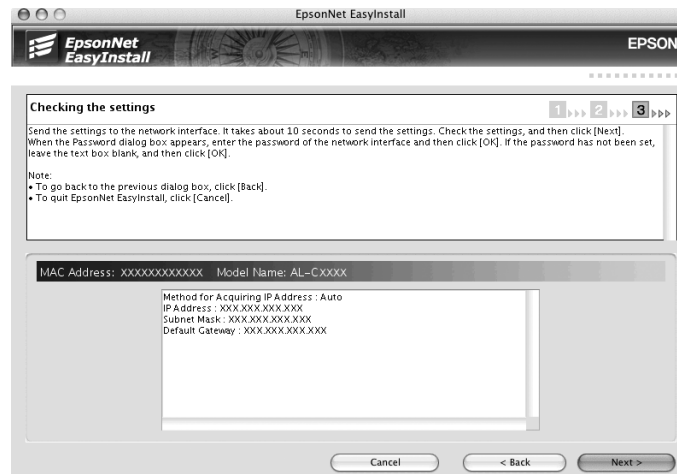 EpsonNet EasyInstall
EpsonNet
EasyInstall
EPSON
Checking the settings
1 2 3
Send the settings to the network interface. It takes about 10 seconds to send the settings. Check the settings, and then click [Next].
When the Password dialog box appears, enter the password of the network interface and then click [OK]. If the password has not been set,
leave the text box blank, and then click [OK].
Note:
• To go back to the previous dialog box, click [Back].
• To quit EpsonNet EasyInstall, click [Cancel].
MAC Address: XXXXXXXXXXXX Model Name: AL-CXXXX
Method for Acquiring IP Address : Auto
IP Address : XXX.XXX.XXX.XXX
Subnet Mask : XXX.XXX.XXX.XXX
Default Gateway : XXX.XXX.XXX.XXX
Cancel < Back Next >